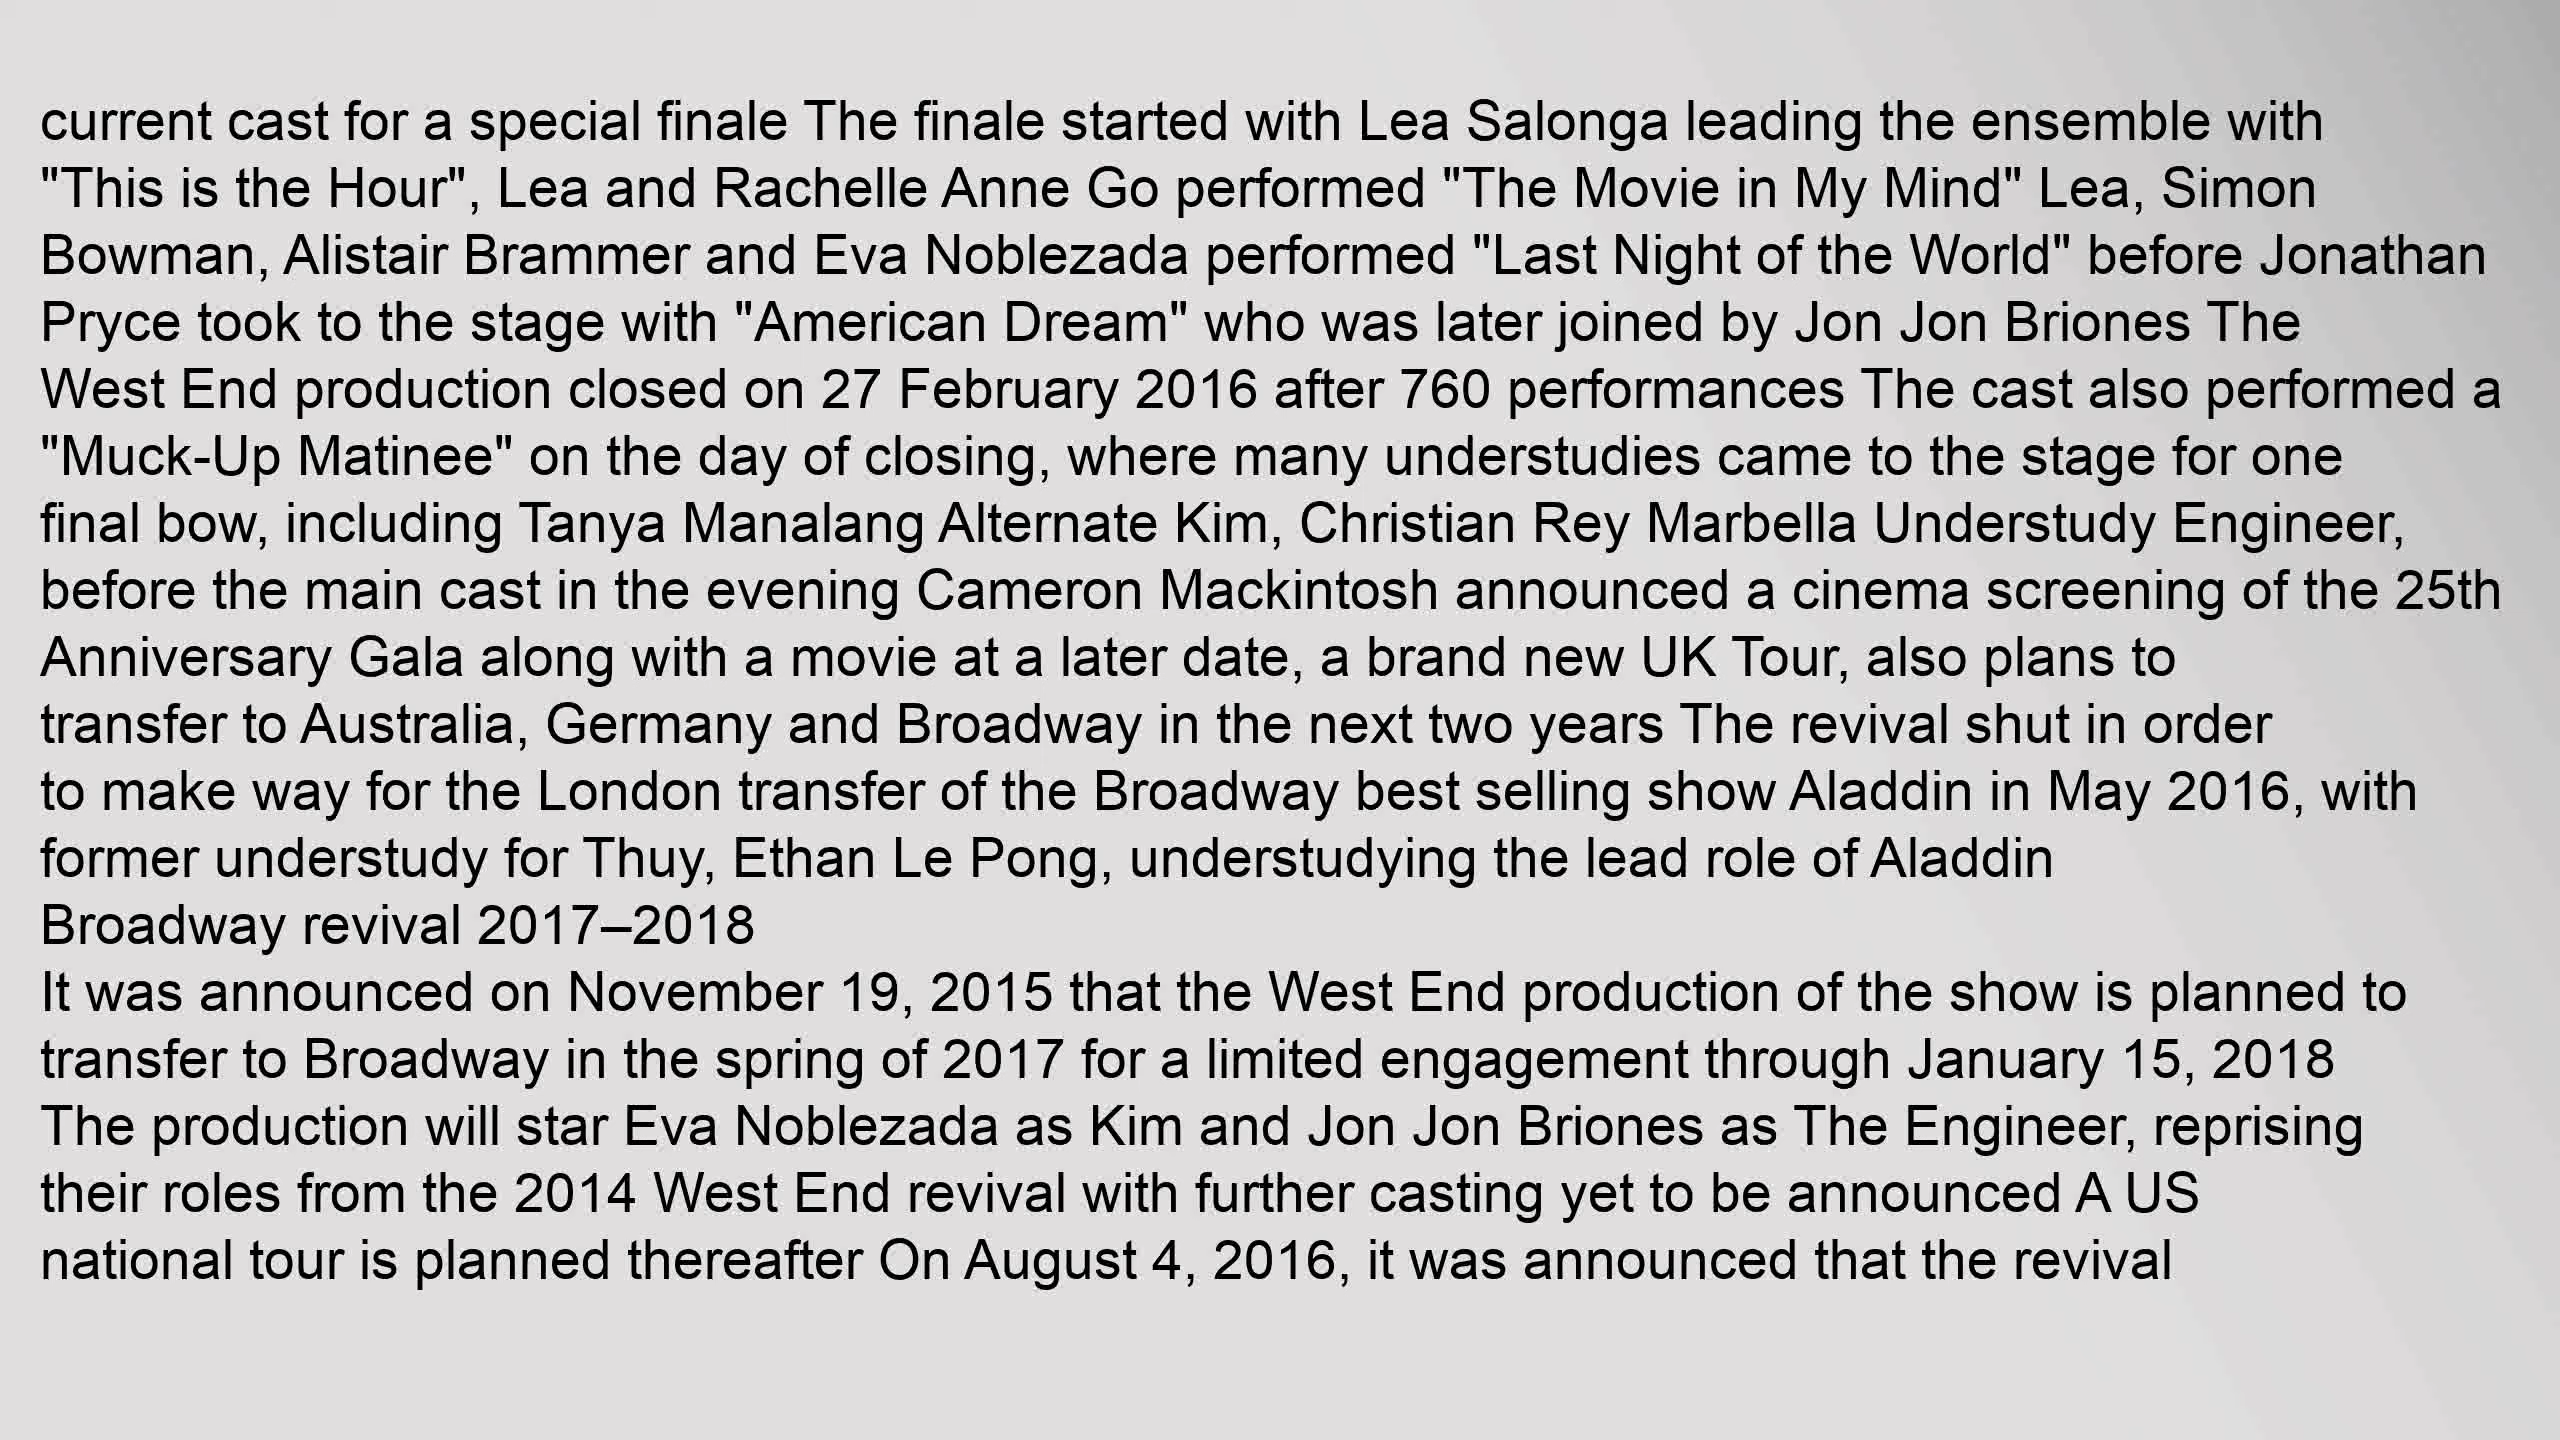 current cast for a special finale The finale started with Lea Salonga leading the ensemble with
"This is the Hour", Lea and Rachelle Anne Go performed "The Movie in My Mind" Lea, Simon
Bowman, Alistair Brammer and Eva Noblezada performed "Last Night of the World" before Jonathan
Pryce took to the stage with "American Dream" who was later joined by Jon Jon Briones The
West End production closed on 27 February 2016 after 760 performances The cast also performed a
"Muck-Up Matinee" on the day of closing, where many understudies came to the stage for one
final bow, including Tanya Manalang Alternate Kim, Christian Rey Marbella Understudy Engineer,
before the main cast in the evening Cameron Mackintosh announced a cinema screening of the 25th
Anniversary Gala along with a movie at a later date, a brand new UK Tour, also plans to
transfer to Australia, Germany and Broadway in the next two years The revival shut in order
to make way for the London transfer of the Broadway best selling show Aladdin in May 2016, with
former understudy for Thuy, Ethan Le Pong, understudying the lead role of Aladdin
Broadway revival 2017–2018
It was announced on November 19, 2015 that the West End production of the show is planned to
transfer to Broadway in the spring of 2017 for a limited engagement through January 15, 2018
The production will star Eva Noblezada as Kim and Jon Jon Briones as The Engineer, reprising
their roles from the 2014 West End revival with further casting yet to be announced A US
national tour is planned thereafter On August 4, 2016, it was announced that the revival